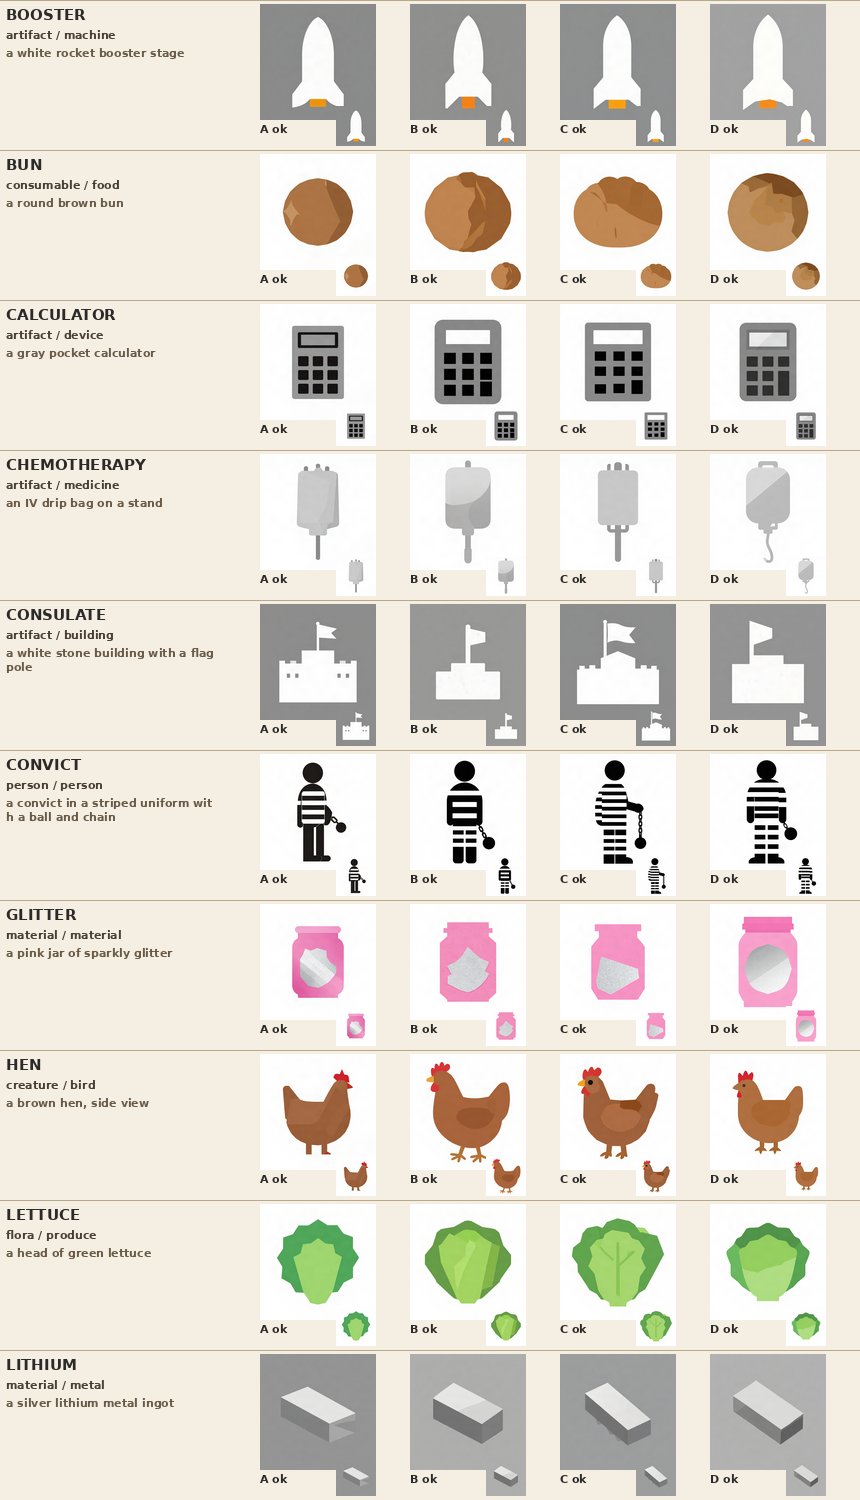 BOOSTER
artifact / machine
a white rocket booster stage
A ok B ok C ok D ok
BUN
consumable / food
a round brown bun
A ok B ok C ok D ok
CALCULATOR
artifact / device
a gray pocket calculator
A ok B ok C ok D ok
CHEMOTHERAPY
artifact / medicine
an IV drip bag on a stand
A ok B ok C ok D ok
CONSULATE
artifact / building
a white stone building with a flag
pole
A ok B ok C ok D ok
CONVICT
person / person
a convict in a striped uniform wit
h a ball and chain
A ok B ok C ok D ok
GLITTER
material / material
a pink jar of sparkly glitter
A ok B ok C ok D ok
HEN
creature / bird
a brown hen, side view
A ok B ok C ok D ok
LETTUCE
flora / produce
a head of green lettuce
A ok B ok C ok D ok
LITHIUM
material / metal
a silver lithium metal ingot
A ok B ok C ok D ok